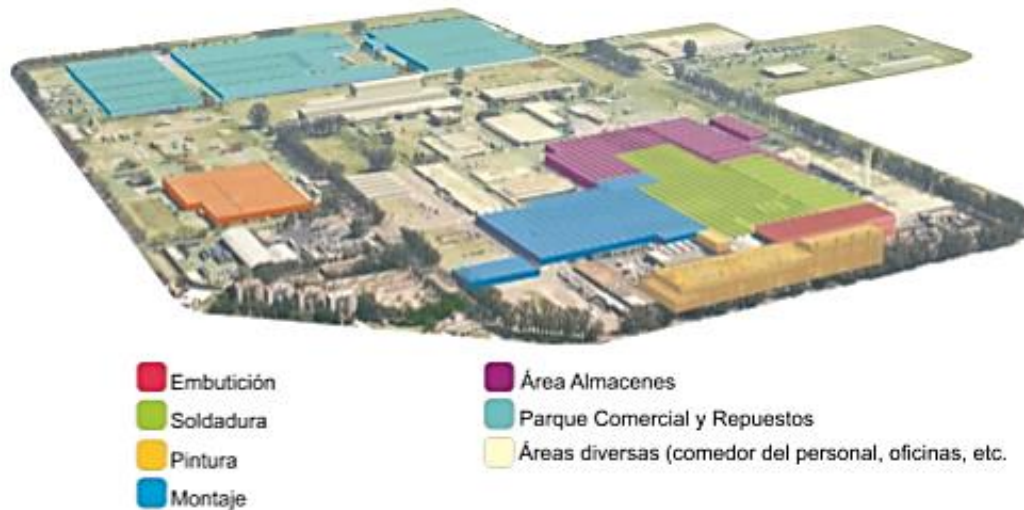 Embutición
Soldadura
Pintura
Montaje
Área Almacenes
Parque Comercial y Repuestos
Áreas diversas (comedor del personal, oficinas, etc.